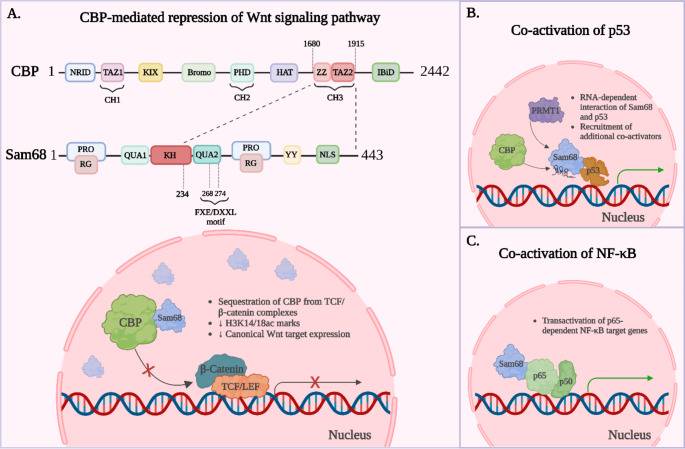 A.
CBP-mediated repression of Wnt signaling pathway
1680 1915
CBP 1 NRID TAZ1 KIX Bromo PHD HAT ZZ TAZ2 IBiD 2442
CH1 CH2 CH3
Sam68 1 PRO RG QUA1 KH QUA2 PRO RG YY NLS 443
234 268 274
FXE/DXXL
motif
CBP Sam68
• Sequestration of CBP from TCF/
β-catenin complexes
• ↓ H3K14/18ac marks
• ↓ Canonical Wnt target expression
X
β-Catenin
TCF/LEF X
Nucleus
B.
Co-activation of p53
PRMT1
CBP
Sam68
p53
• RNA-dependent
interaction of Sam68
and p53
• Recruitment of
additional co-activators
Nucleus
C.
Co-activation of NF-κB
• Transactivation of p65-
dependent NF-κB target genes
Sam68
p65 p50
Nucleus